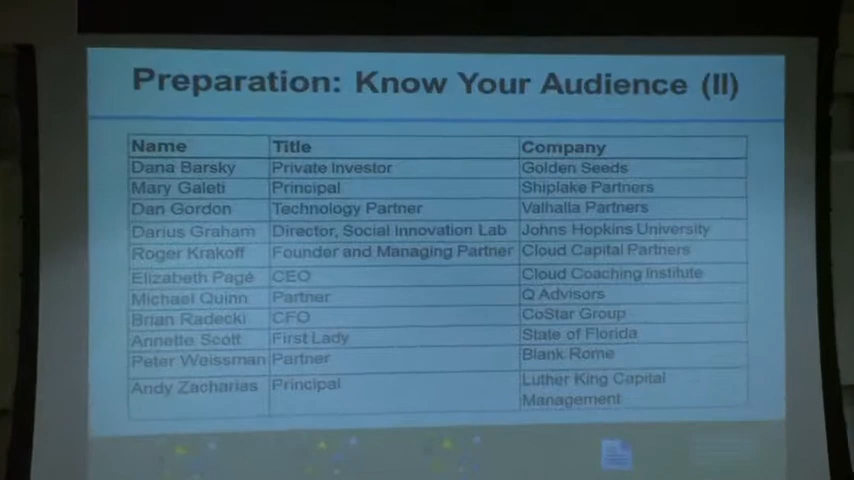 Preparation: Know Your Audience (II)
Name Title Company
Dana Barsky Private Investor Golden Seeds
Mary Galeti Principal Shiplake Partners
Dan Gordon Technology Partner Valhalla Partners
Darius Graham Director, Social Innovation Lab Johns Hopkins University
Roger Krakoff Founder and Managing Partner Cloud Capital Partners
Elizabeth Pagé CEO Cloud Coaching Institute
Michael Quinn Partner Q Advisors
Brian Radecki CFO CoStar Group
Annette Scott First Lady State of Florida
Peter Weissman Partner Blank Rome
Andy Zacharias Principal Luther King Capital
Management